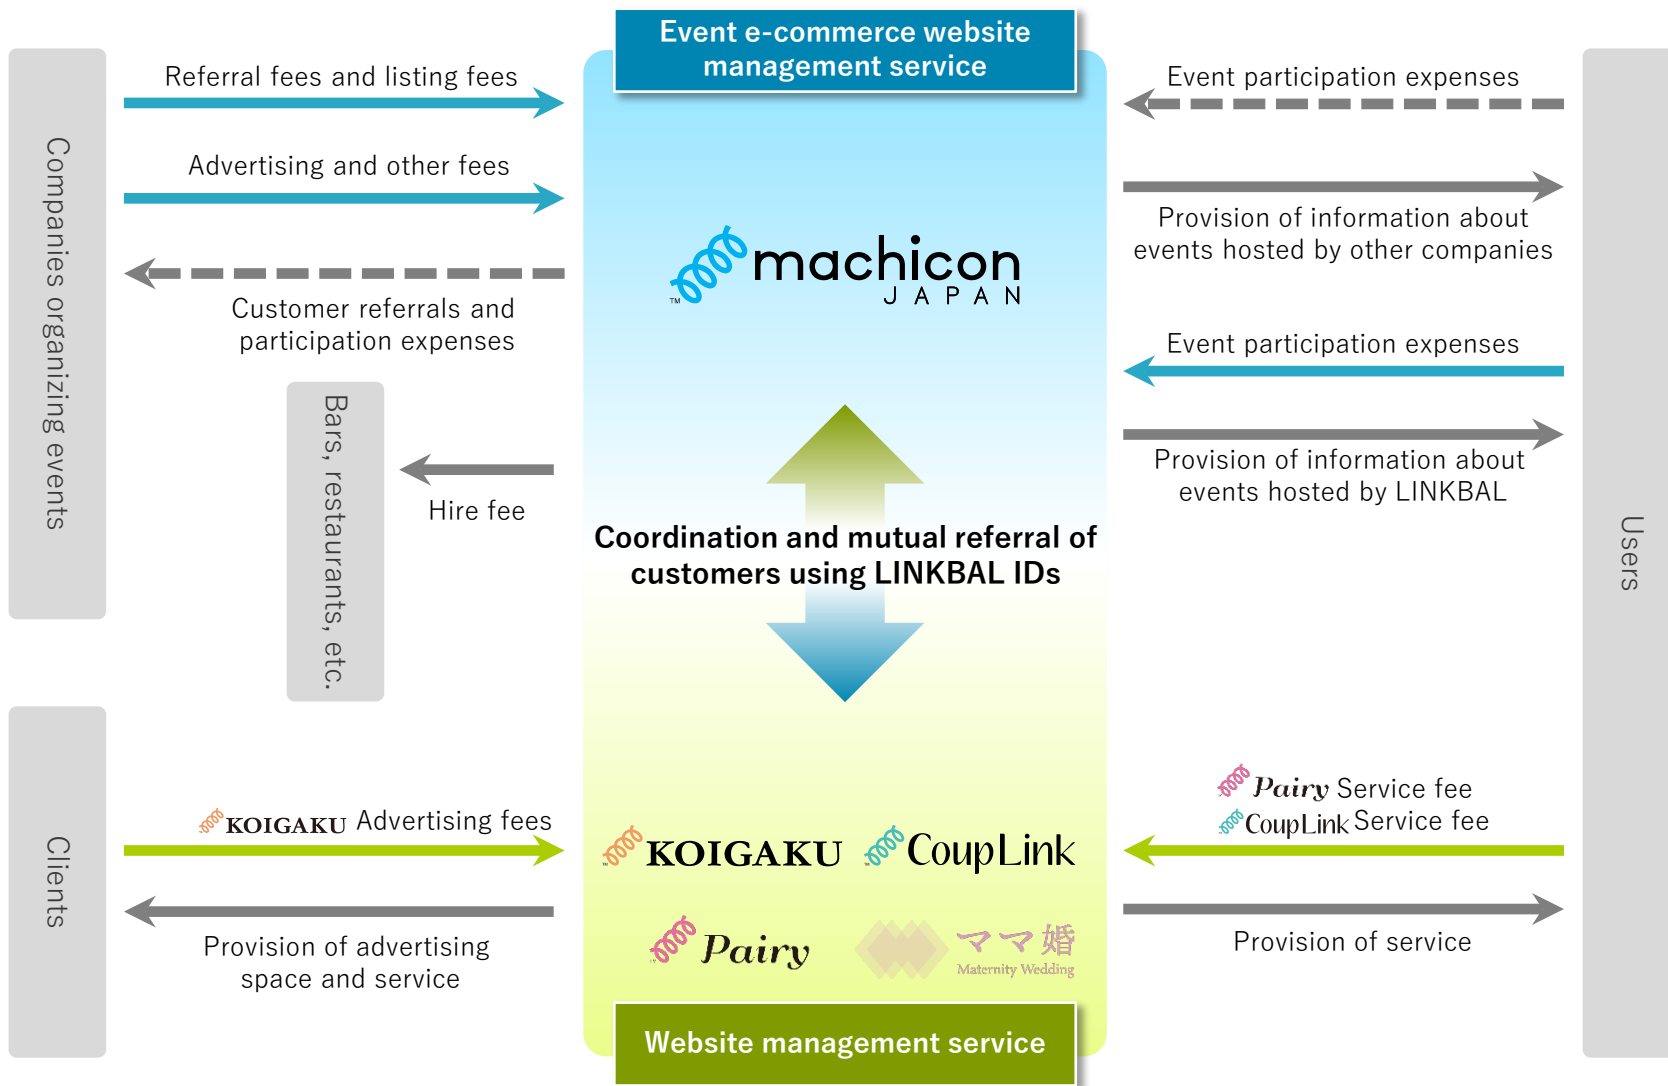 Event e-commerce website
management service
Companies organizing events
Referral fees and listing fees
Advertising and other fees
Customer referrals and
participation expenses
Bars, restaurants, etc.
Hire fee
machicon
JAPAN
TM
Coordination and mutual referral of
customers using LINKBAL IDs
Event participation expenses
Provision of information about
events hosted by other companies
Event participation expenses
Provision of information about
events hosted by LINKBAL
Users
Clients
KOIGAKU Advertising fees
Provision of advertising
space and service
KOIGAKU
CoupLink
Pairy
ママ婚
Maternity Wedding
Pairy Service fee
CoupLink Service fee
Provision of service
Website management service